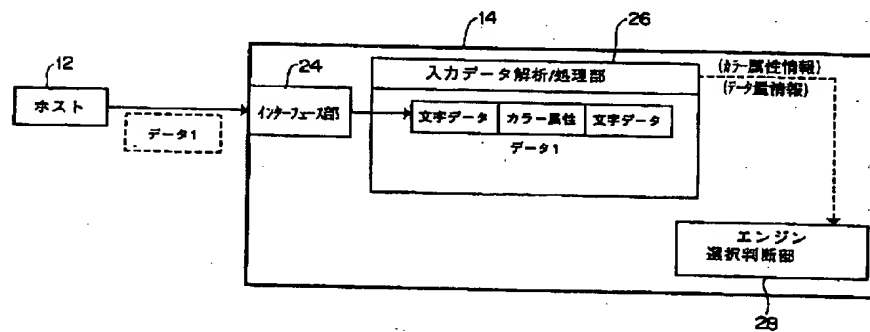 14
26
12
24
ホスト
データ1
インターフェース部
入力データ解析/処理部
文字データ
カラー属性
文字データ
データ1
(カラー属性情報)
(データ量情報)
エンジン
選択判断部
28